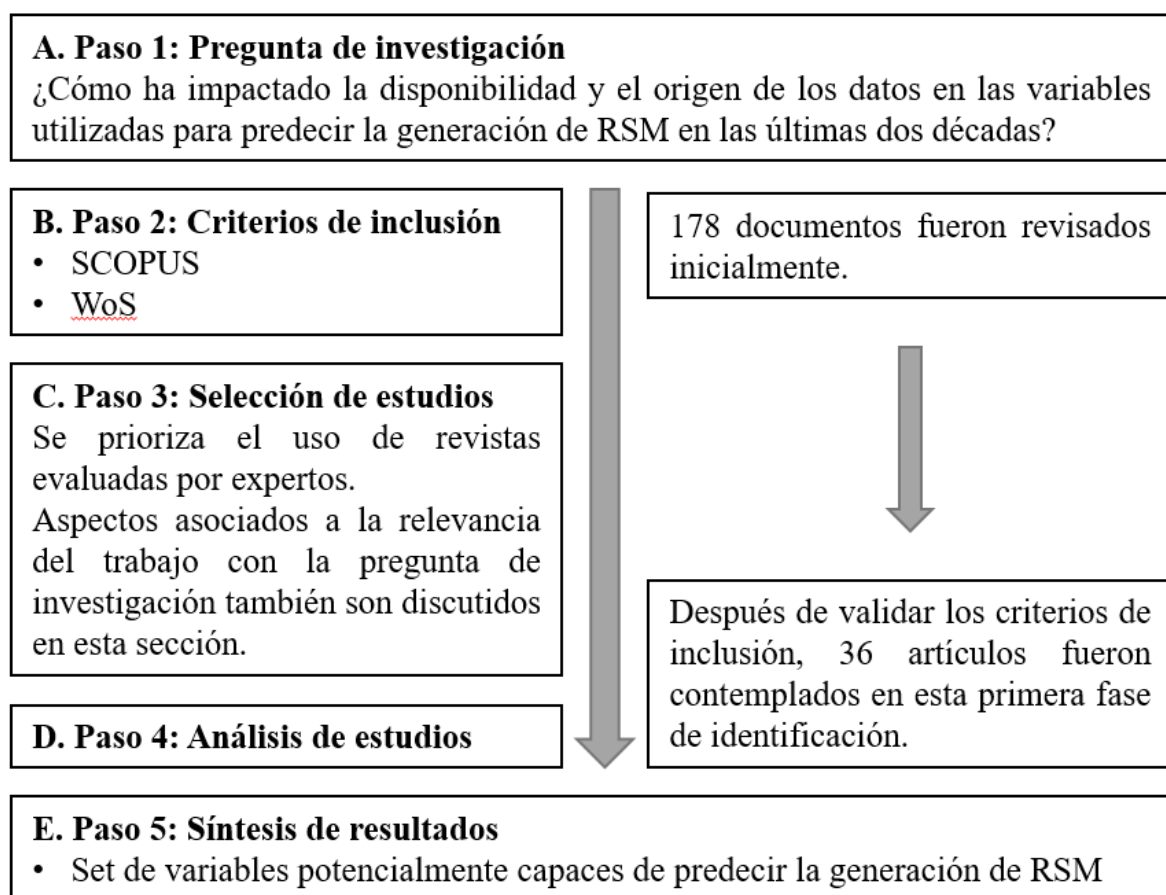 A. Paso 1: Pregunta de investigación
¿Cómo ha impactado la disponibilidad y el origen de los datos en las variables
utilizadas para predecir la generación de RSM en las últimas dos décadas?
B. Paso 2: Criterios de inclusión
• SCOPUS
• WoS
178 documentos fueron revisados
inicialmente.
C. Paso 3: Selección de estudios
Se prioriza el uso de revistas
evaluadas por expertos.
Aspectos asociados a la relevancia
del trabajo con la pregunta de
investigación también son discutidos
en esta sección.
Después de validar los criterios de
inclusión, 36 artículos fueron
contemplados en esta primera fase
de identificación.
D. Paso 4: Análisis de estudios
E. Paso 5: Síntesis de resultados
• Set de variables potencialmente capaces de predecir la generación de RSM